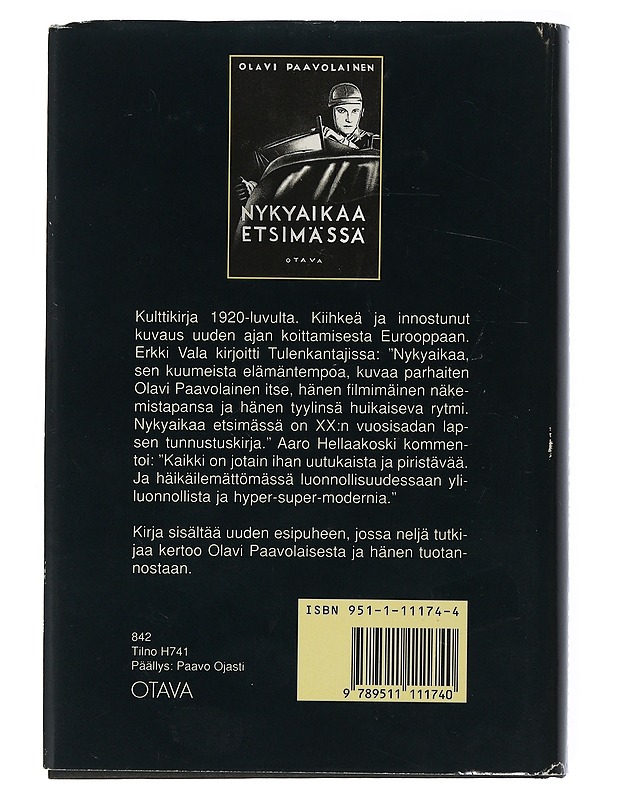 OLAVI PAAVOLAINEN
NYKYAIKAA
ETSIMÄSSÄ
OTAVA
Kulttikirja 1920-luvulta. Kiihkeä ja innostunut
kuvaus uuden ajan koittamisesta Eurooppaan.
Erkki Vala kirjoitti Tulenkantajissa: ”Nykyaikaa,
sen kuumeista elämäntempoa, kuvaa parhaiten
Olavi Paavolainen itse, hänen filmimäinen näke-
mistapansa ja hänen tyylinsä huikaiseva rytmi.
Nykyaikaa etsimässä on XX:n vuosisadan lap-
sen tunnustuskirja.” Aaro Hellaakoski kommen-
toi: ”Kaikki on jotain ihan uutukaista ja piristävää.
Ja häikäilemättömässä luonnollisuudessaan yli-
luonnollista ja hyper-super-modernia.”
Kirja sisältää uuden esipuheen, jossa neljä tutki-
jaa kertoo Olavi Paavolaisesta ja hänen tuotan-
nostaan.
ISBN 951-1-11174-4
842
Tilno H741
Päällys: Paavo Ojasti
OTAVA
9 789511 111740